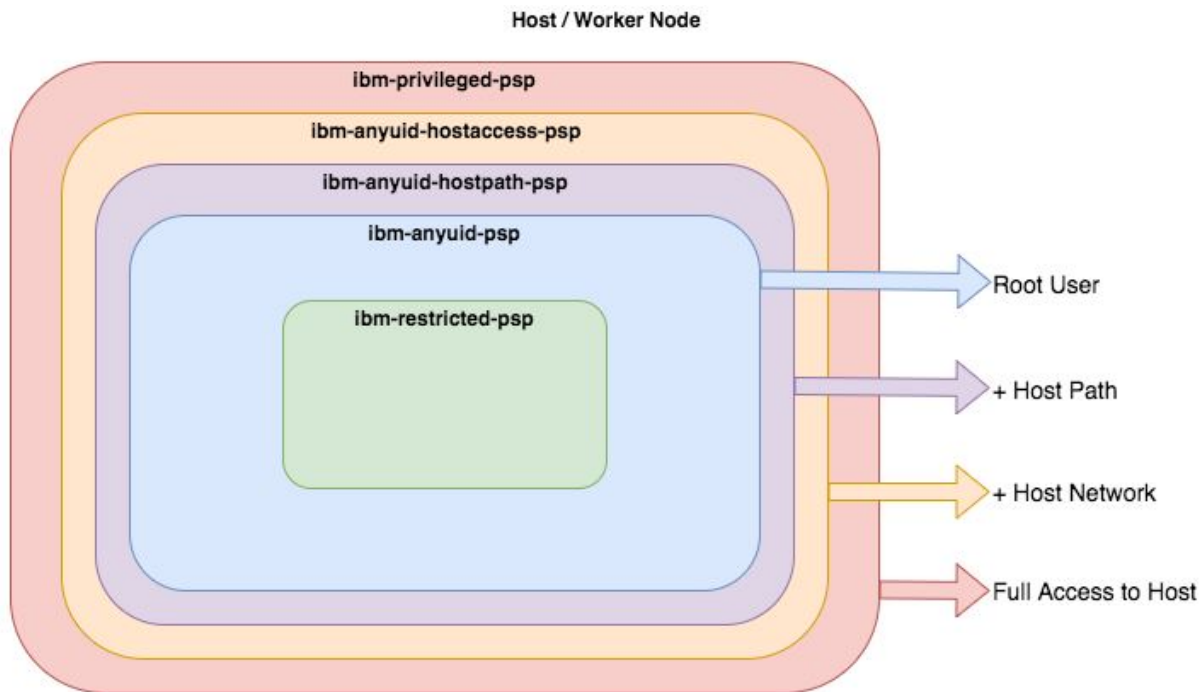 Host / Worker Node
ibm-privileged-psp
ibm-anyuid-hostaccess-psp
ibm-anyuid-hostpath-psp
ibm-anyuid-psp
ibm-restricted-psp
Root User
+ Host Path
+ Host Network
Full Access to Host